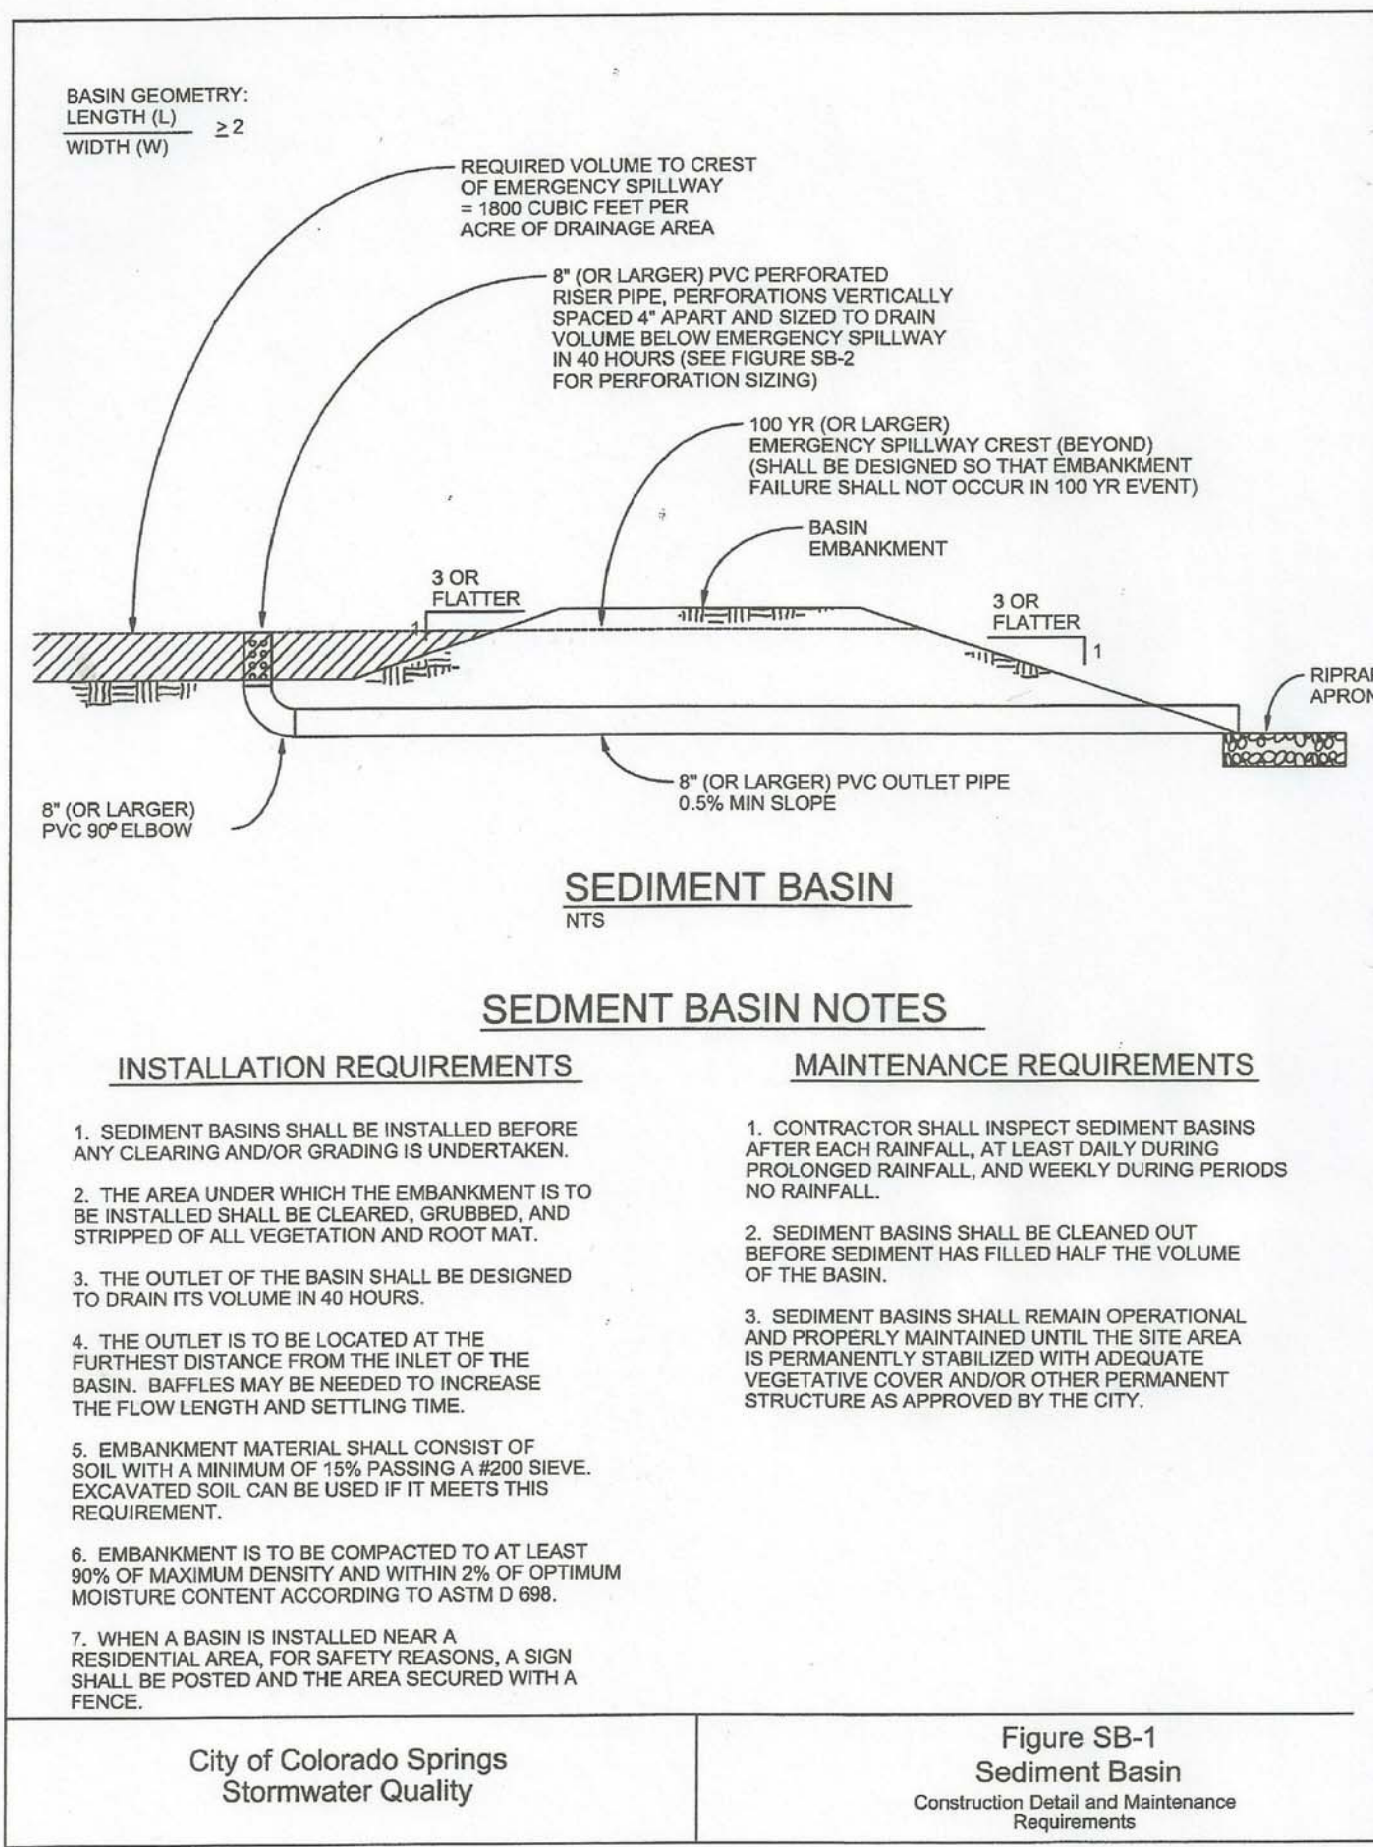 BASIN GEOMETRY:
LENGTH (L)
WIDTH (W)
≥ 2
REQUIRED VOLUME TO CREST
OF EMERGENCY SPILLWAY
= 1800 CUBIC FEET PER
ACRE OF DRAINAGE AREA
8" (OR LARGER) PVC PERFORATED
RISER PIPE, PERFORATIONS VERTICALLY
SPACED 4" APART AND SIZED TO DRAIN
VOLUME BELOW EMERGENCY SPILLWAY
IN 40 HOURS (SEE FIGURE SB-2
FOR PERFORATION SIZING)
100 YR (OR LARGER)
EMERGENCY SPILLWAY CREST (BEYOND)
(SHALL BE DESIGNED SO THAT EMBANKMENT
FAILURE SHALL NOT OCCUR IN 100 YR EVENT)
BASIN
EMBANKMENT
3 OR
FLATTER
1
3 OR
FLATTER
1
RIPRA
APRON
8" (OR LARGER) PVC OUTLET PIPE
0.5% MIN SLOPE
8" (OR LARGER)
PVC 90º ELBOW
SEDIMENT BASIN
NTS
SEDMENT BASIN NOTES
INSTALLATION REQUIREMENTS
1. SEDIMENT BASINS SHALL BE INSTALLED BEFORE
ANY CLEARING AND/OR GRADING IS UNDERTAKEN.
2. THE AREA UNDER WHICH THE EMBANKMENT IS TO
BE INSTALLED SHALL BE CLEARED, GRUBBED, AND
STRIPPED OF ALL VEGETATION AND ROOT MAT.
3. THE OUTLET OF THE BASIN SHALL BE DESIGNED
TO DRAIN ITS VOLUME IN 40 HOURS.
4. THE OUTLET IS TO BE LOCATED AT THE
FURTHEST DISTANCE FROM THE INLET OF THE
BASIN. BAFFLES MAY BE NEEDED TO INCREASE
THE FLOW LENGTH AND SETTLING TIME.
5. EMBANKMENT MATERIAL SHALL CONSIST OF
SOIL WITH A MINIMUM OF 15% PASSING A #200 SIEVE.
EXCAVATED SOIL CAN BE USED IF IT MEETS THIS
REQUIREMENT.
6. EMBANKMENT IS TO BE COMPACTED TO AT LEAST
90% OF MAXIMUM DENSITY AND WITHIN 2% OF OPTIMUM
MOISTURE CONTENT ACCORDING TO ASTM D 698.
7. WHEN A BASIN IS INSTALLED NEAR A
RESIDENTIAL AREA, FOR SAFETY REASONS, A SIGN
SHALL BE POSTED AND THE AREA SECURED WITH A
FENCE.
MAINTENANCE REQUIREMENTS
1. CONTRACTOR SHALL INSPECT SEDIMENT BASINS
AFTER EACH RAINFALL, AT LEAST DAILY DURING
PROLONGED RAINFALL, AND WEEKLY DURING PERIODS
NO RAINFALL.
2. SEDIMENT BASINS SHALL BE CLEANED OUT
BEFORE SEDIMENT HAS FILLED HALF THE VOLUME
OF THE BASIN.
3. SEDIMENT BASINS SHALL REMAIN OPERATIONAL
AND PROPERLY MAINTAINED UNTIL THE SITE AREA
IS PERMANENTLY STABILIZED WITH ADEQUATE
VEGETATIVE COVER AND/OR OTHER PERMANENT
STRUCTURE AS APPROVED BY THE CITY.
City of Colorado Springs
Stormwater Quality
Figure SB-1
Sediment Basin
Construction Detail and Maintenance
Requirements